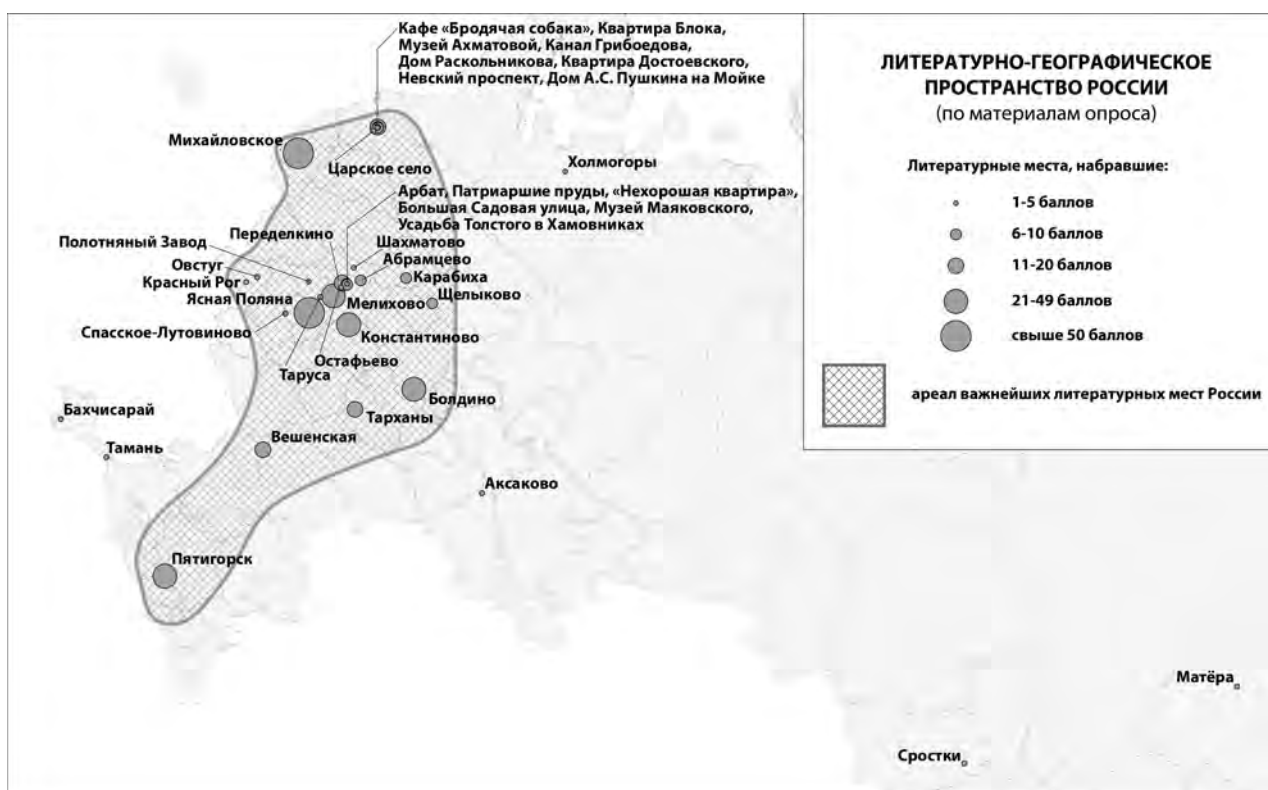 Кафе «Бродячая собака», Квартира Блока,
Музей Ахматовой, Канал Грибоедова,
Дом Раскольникова, Квартира Достоевского,
Невский проспект, Дом А.С. Пушкина на Мойке
ЛИТЕРАТУРНО-ГЕОГРАФИЧЕСКОЕ
ПРОСТРАНСТВО РОССИИ
(по материалам опроса)
Литературные места, набравшие:
1-5 баллов
6-10 баллов
11-20 баллов
21-49 баллов
свыше 50 баллов
ареал важнейших литературных мест России
Михайловское
Царское село
Холмогоры
Арбат, Патриаршие пруды, «Нехорошая квартира»,
Большая Садовая улица, Музей Маяковского,
Усадьба Толстого в Хамовниках
Переделкино
Полотняный Завод
Шахматово
Абрамцево
Овстуг
Красный Рог
Карабиха
Ясная Поляна
Мелихово
Щелыково
Спасское-Лутовиново
Константиново
Остафьево
Таруса
Болдино
Тарханы
Бахчисарай
Вешенская
Тамань
Аксаково
Пятигорск
Матёра
Сростки